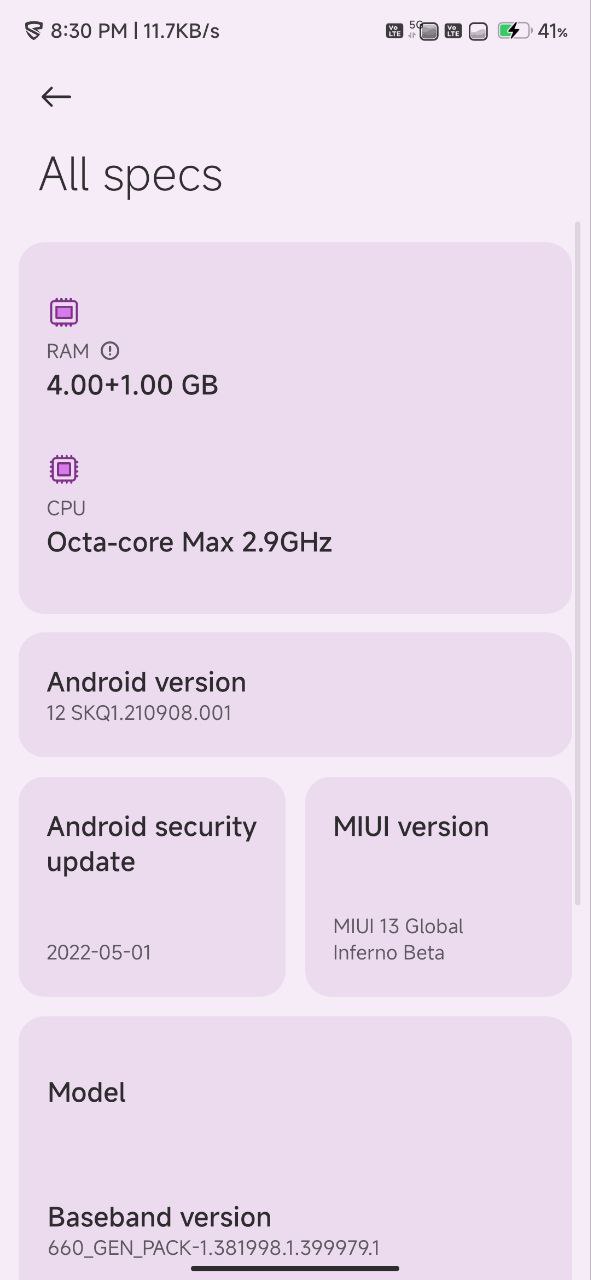 8:30 PM | 11.7KB/s
Vo LTE 5G Vo LTE 41%
All specs
RAM
4.00+1.00 GB
CPU
Octa-core Max 2.9GHz
Android version
12 SKQ1.210908.001
Android security
update
2022-05-01
MIUI version
MIUI 13 Global
Inferno Beta
Model
Baseband version
660_GEN_PACK-1.381998.1.399979.1